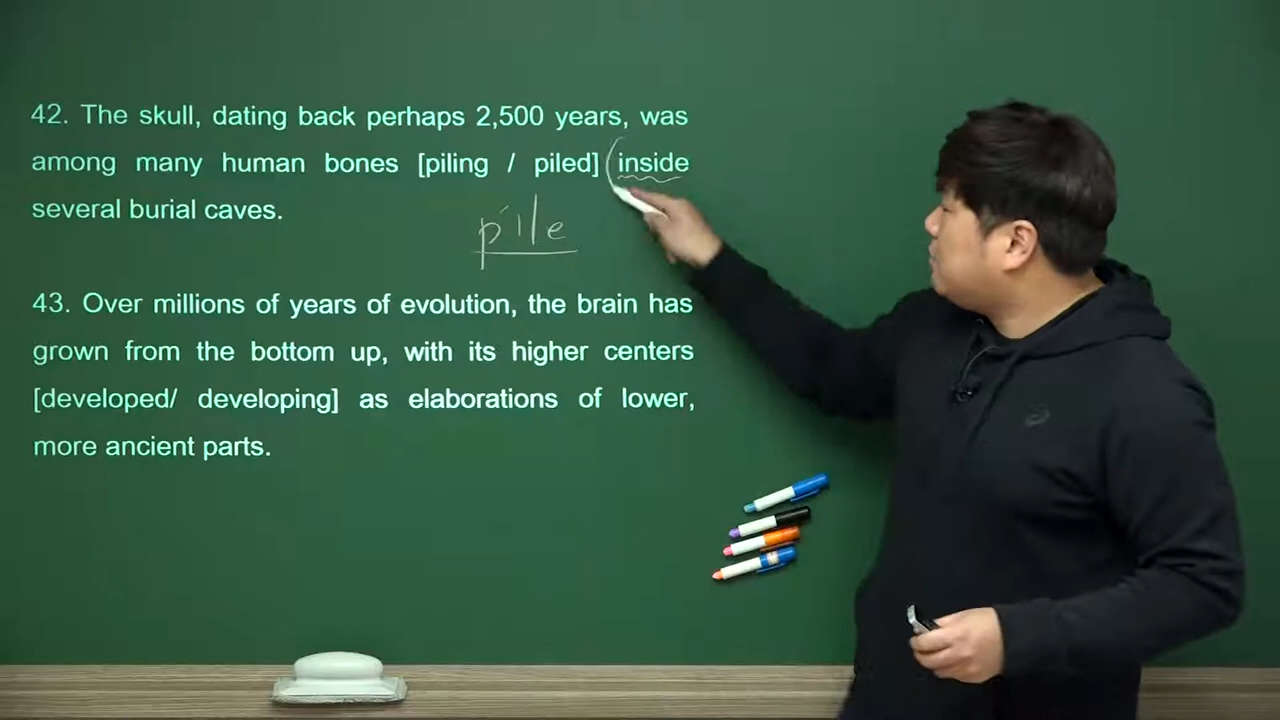 42. The skull, dating back perhaps 2,500 years, was
among many human bones [piling / piled] (inside
several burial caves.
pile
43. Over millions of years of evolution, the brain has
grown from the bottom up, with its higher centers
[developed/ developing] as elaborations of lower,
more ancient parts.